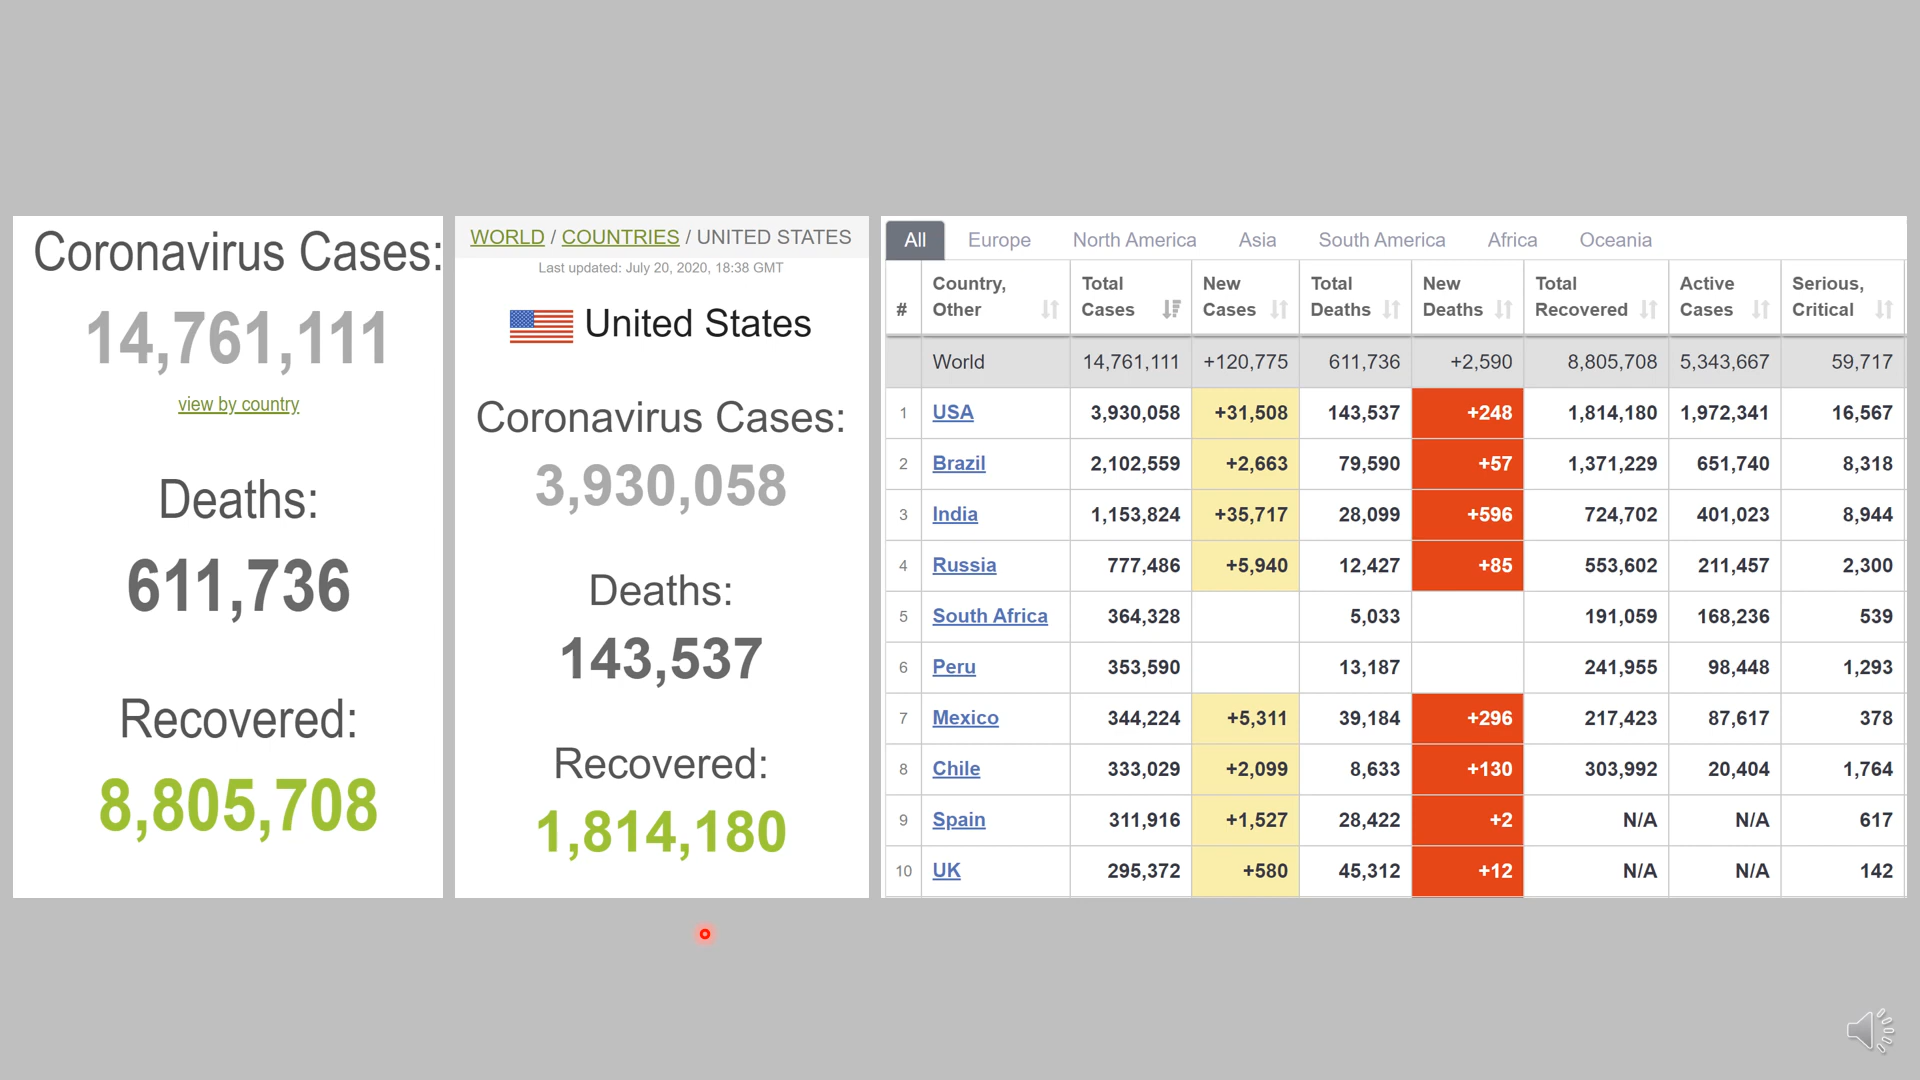 Coronavirus Cases:
14,761,111
view by country
Deaths:
611,736
Recovered:
8,805,708
WORLD / COUNTRIES / UNITED STATES
Last updated: July 20, 2020, 18:38 GMT
United States
Coronavirus Cases:
3,930,058
Deaths:
143,537
Recovered:
1,814,180
All Europe North America Asia South America Africa Oceania
# Country, Other Total Cases New Cases Total Deaths New Deaths Total Recovered Active Cases Serious, Critical
World 14,761,111 +120,775 611,736 +2,590 8,805,708 5,343,667 59,717
1 USA 3,930,058 +31,508 143,537 +248 1,814,180 1,972,341 16,567
2 Brazil 2,102,559 +2,663 79,590 +57 1,371,229 651,740 8,318
3 India 1,153,824 +35,717 28,099 +596 724,702 401,023 8,944
4 Russia 777,486 +5,940 12,427 +85 553,602 211,457 2,300
5 South Africa 364,328 5,033 191,059 168,236 539
6 Peru 353,590 13,187 241,955 98,448 1,293
7 Mexico 344,224 +5,311 39,184 +296 217,423 87,617 378
8 Chile 333,029 +2,099 8,633 +130 303,992 20,404 1,764
9 Spain 311,916 +1,527 28,422 +2 N/A N/A 617
10 UK 295,372 +580 45,312 +12 N/A N/A 142